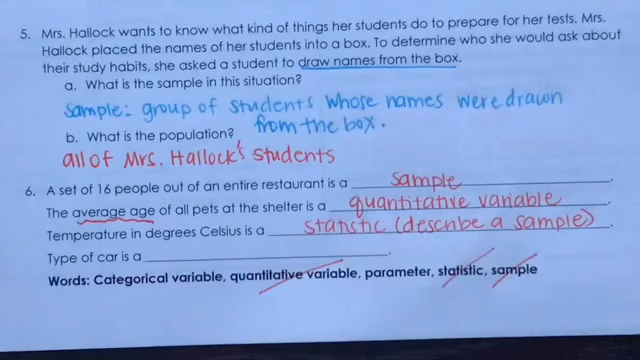 5. Mrs. Hallock wants to know what kind of things her students do to prepare for her tests. Mrs.
Hallock placed the names of her students into a box. To determine who she would ask about
their study habits, she asked a student to draw names from the box.
a. What is the sample in this situation?
Sample: group of students whose names were drawn
from the box.
b. What is the population?
all of Mrs. Hallock's students
6. A set of 16 people out of an entire restaurant is a sample.
The average age of all pets at the shelter is a quantitative variable.
Temperature in degrees Celsius is a statistic (describe a sample).
Type of car is a .
Words: Categorical variable, quantitative variable, parameter, statistic, sample